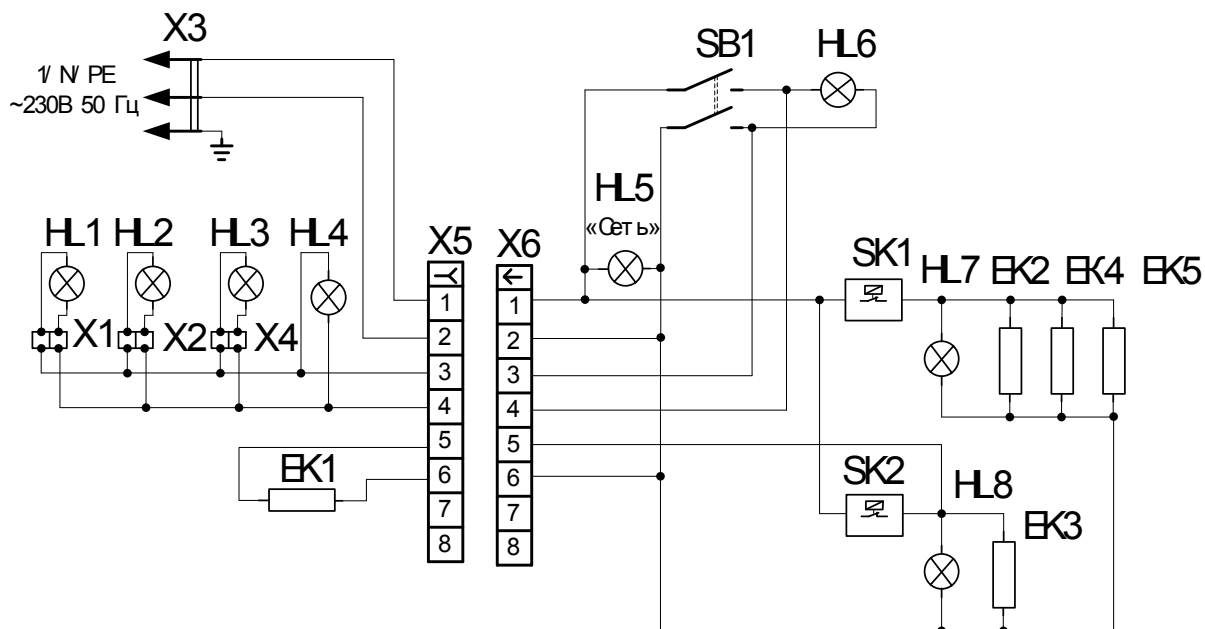 X3
1/ N/ PE
~230В 50 Гц
SB1
HL6
HL5
«Сеть»
HL1 HL2 HL3 HL4
X5 X6
SK1
HL7 EK2 EK4 EK5
X1 X2 X4
1
2
3
4
5
6
7
8
1
2
3
4
5
6
7
8
EK1
SK2
HL8
EK3